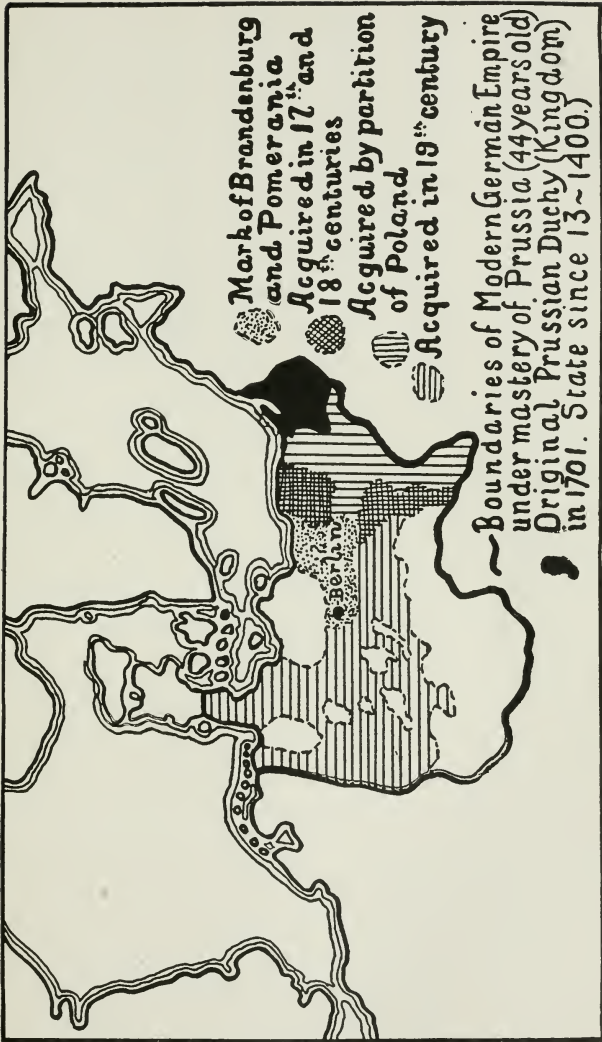 Mark of Brandenburg
and Pomerania
Acquired in 17th and
18th centuries
Acquired by partition
of Poland
Acquired in 19th century
Boundaries of Modern German Empire
under mastery of Prussia (44 years old)
Original Prussian Duchy (Kingdom
in 1701. State since 13~1400.)
Berlin